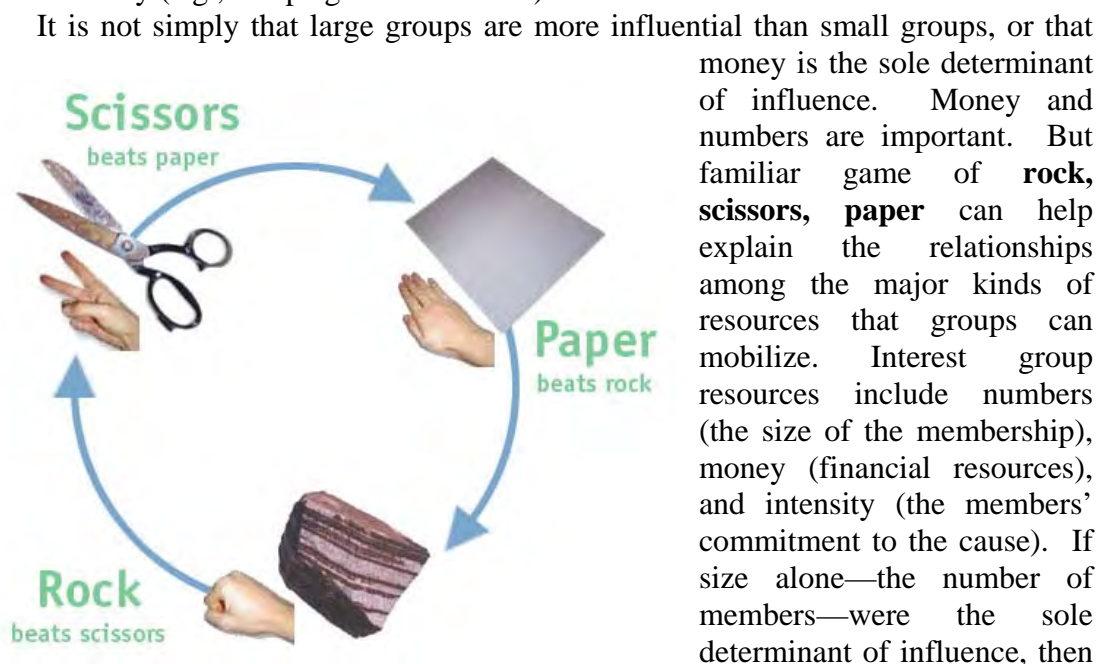 It is not simply that large groups are more influential than small groups, or that
money is the sole determinant
of influence. Money and
numbers are important. But
familiar game of rock,
scissors, paper can help
explain the relationships
among the major kinds of
resources that groups can
mobilize. Interest group
resources include numbers
(the size of the membership),
money (financial resources),
and intensity (the members’
commitment to the cause). If
size alone—the number of
members—were the sole
determinant of influence, then
Scissors
beats paper
Paper
beats rock
Rock
beats scissors